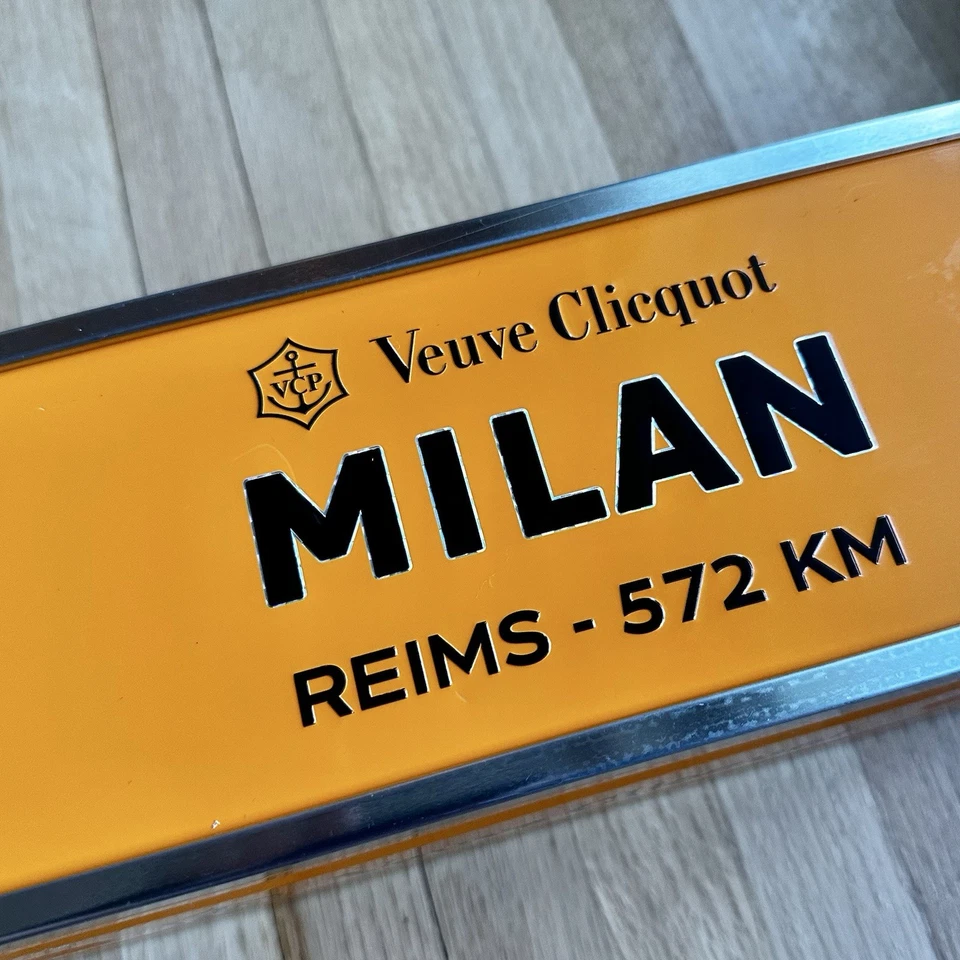 VCP
Veuve Clicquot
MILAN
REIMS - 572 KM